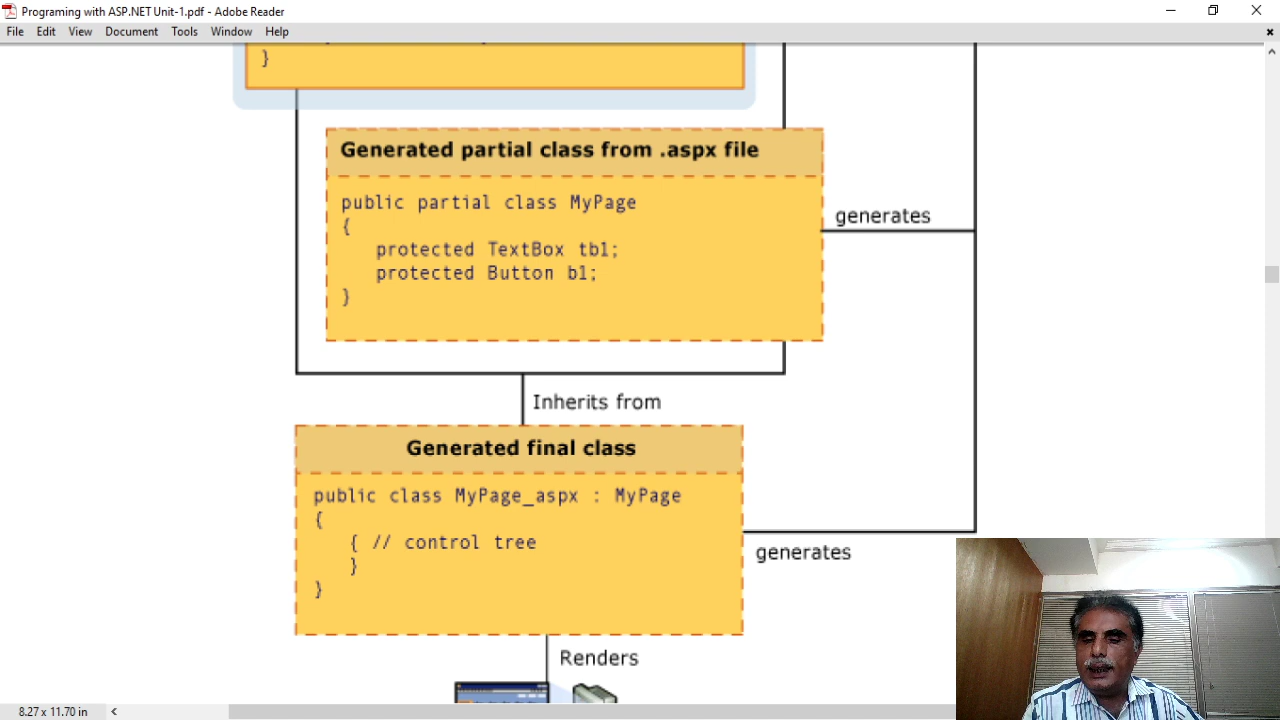 Programing with ASP.NET Unit-1.pdf - Adobe Reader
File Edit View Document Tools Window Help
}
Generated partial class from .aspx file
public partial class MyPage
{
protected TextBox tb1;
protected Button b1;
}
generates
Inherits from
Generated final class
public class MyPage_aspx : MyPage
{
{ // control tree
}
}
generates
Renders
8.27 x 11.70 in